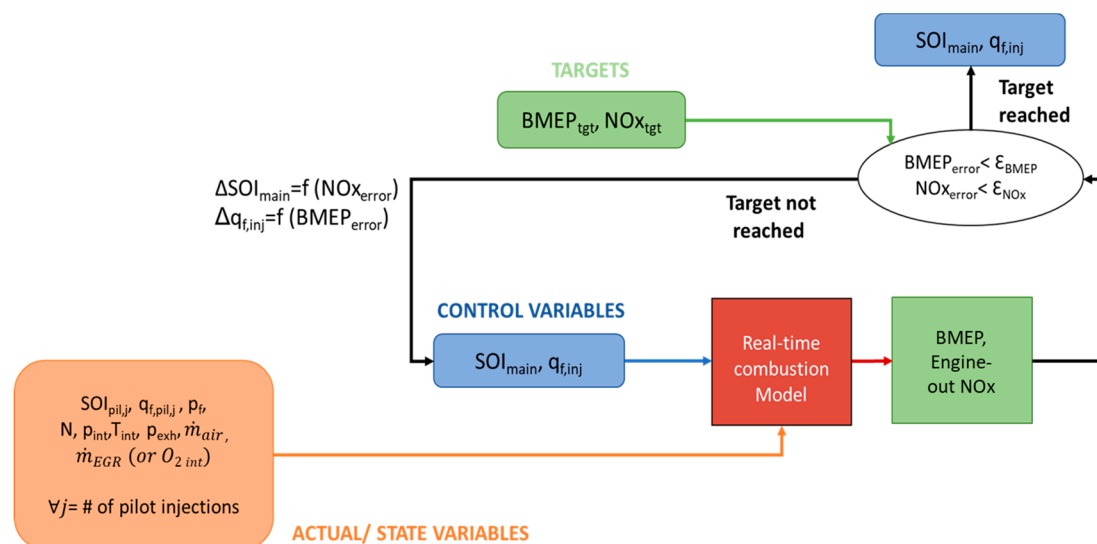 SOImain, qf,inj
TARGETS
Target
reached
BMEPtgt, NOxtgt
BMEPerror< ƐBMEP
NOxerror< ƐNOx
ΔSOImain=f (NOxerror)
Δqf,inj=f (BMEPerror)
Target not
reached
CONTROL VARIABLES
SOImain, qf,inj
Real-time
combustion
Model
BMEP,
Engine-
out NOx
SOIpil,j, qf,pil,j , pf,
N, pint,Tint, pexh, ṁair,
ṁEGR (or O2 int)
∀j= # of pilot injections
ACTUAL/ STATE VARIABLES